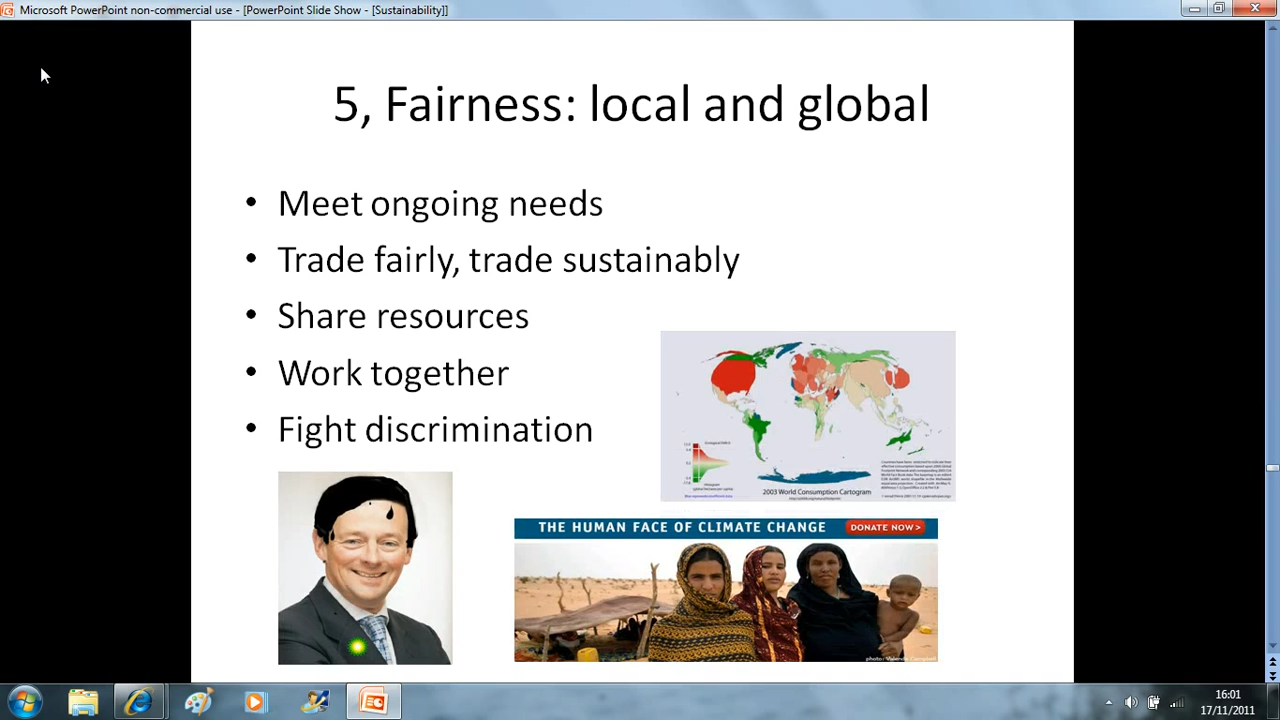 Microsoft PowerPoint non-commercial use - [PowerPoint Slide Show - [Sustainability]]
5, Fairness: local and global
• Meet ongoing needs
• Trade fairly, trade sustainably
• Share resources
• Work together
• Fight discrimination
2003 World Consumption Cartogram
THE HUMAN FACE OF CLIMATE CHANGE
DONATE NOW >
16:01
17/11/2011